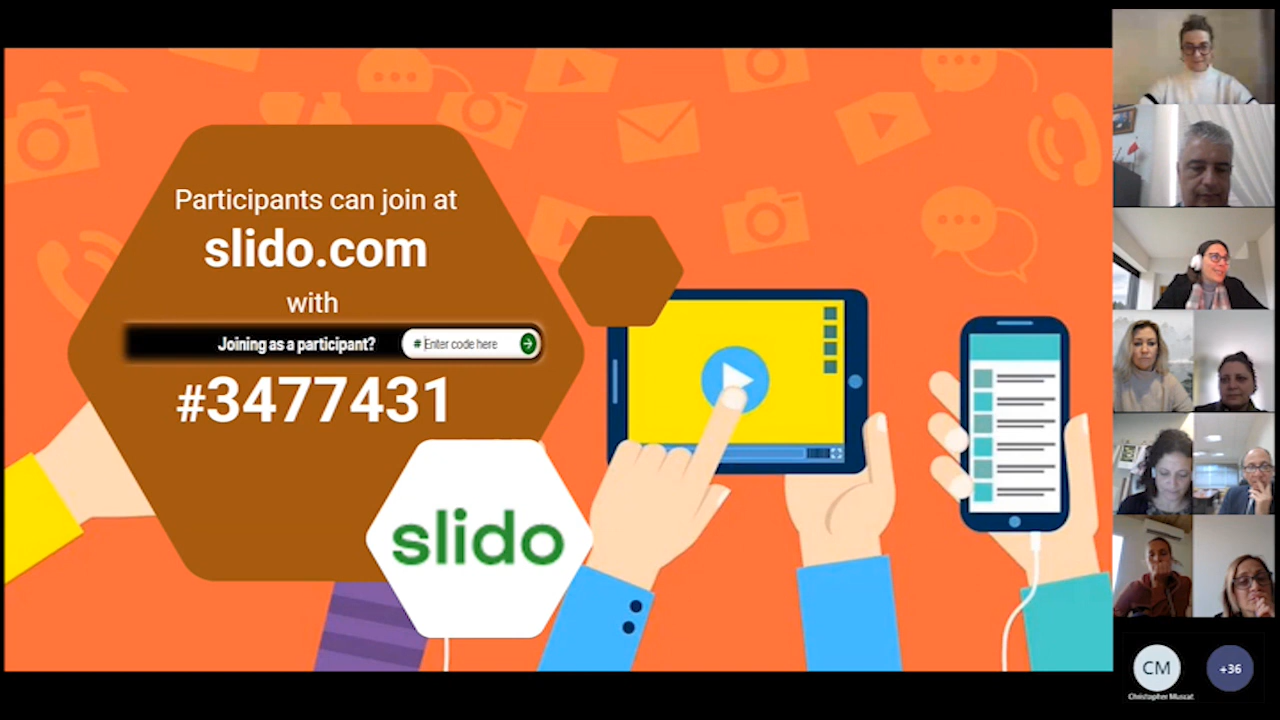 Participants can join at
slido.com
with
Joining as a participant?
# Enter code here
#3477431
slido
CM
+36
Christopher Muscat